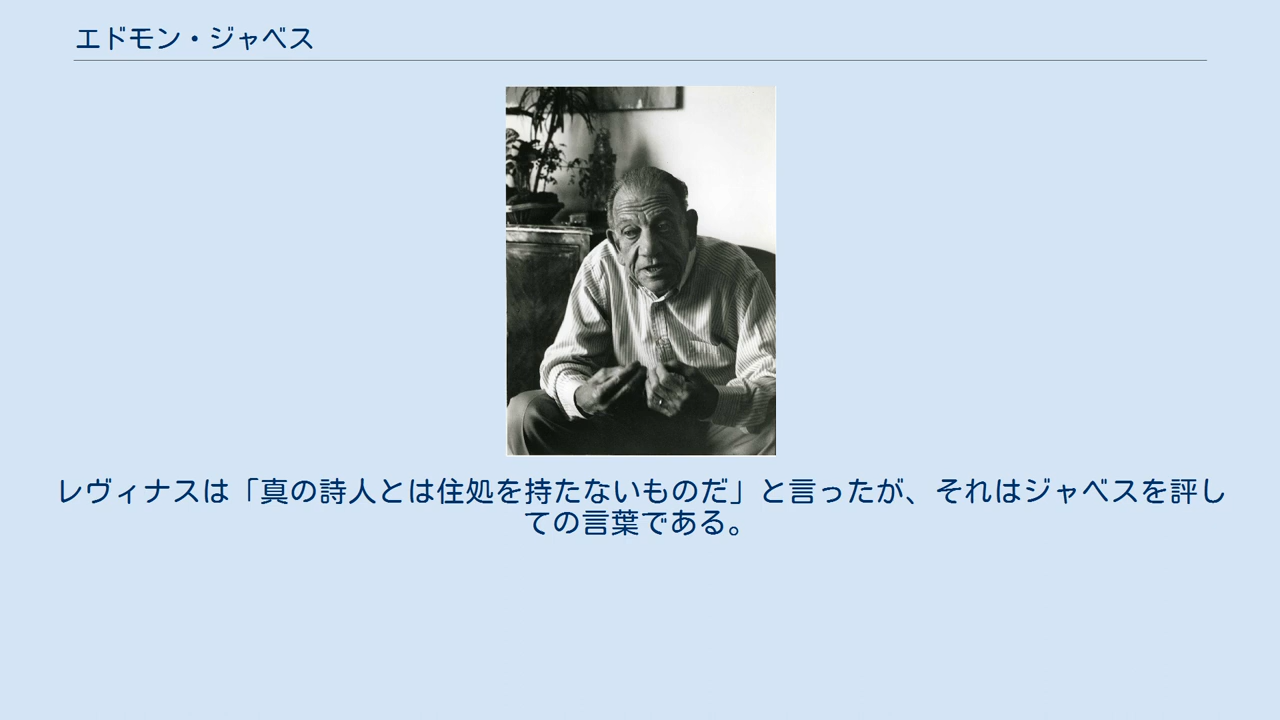 エドモン・ジャベス
レヴィナスは「真の詩人とは住処を持たないものだ」と言ったが、それはジャベスを評し
ての言葉である。